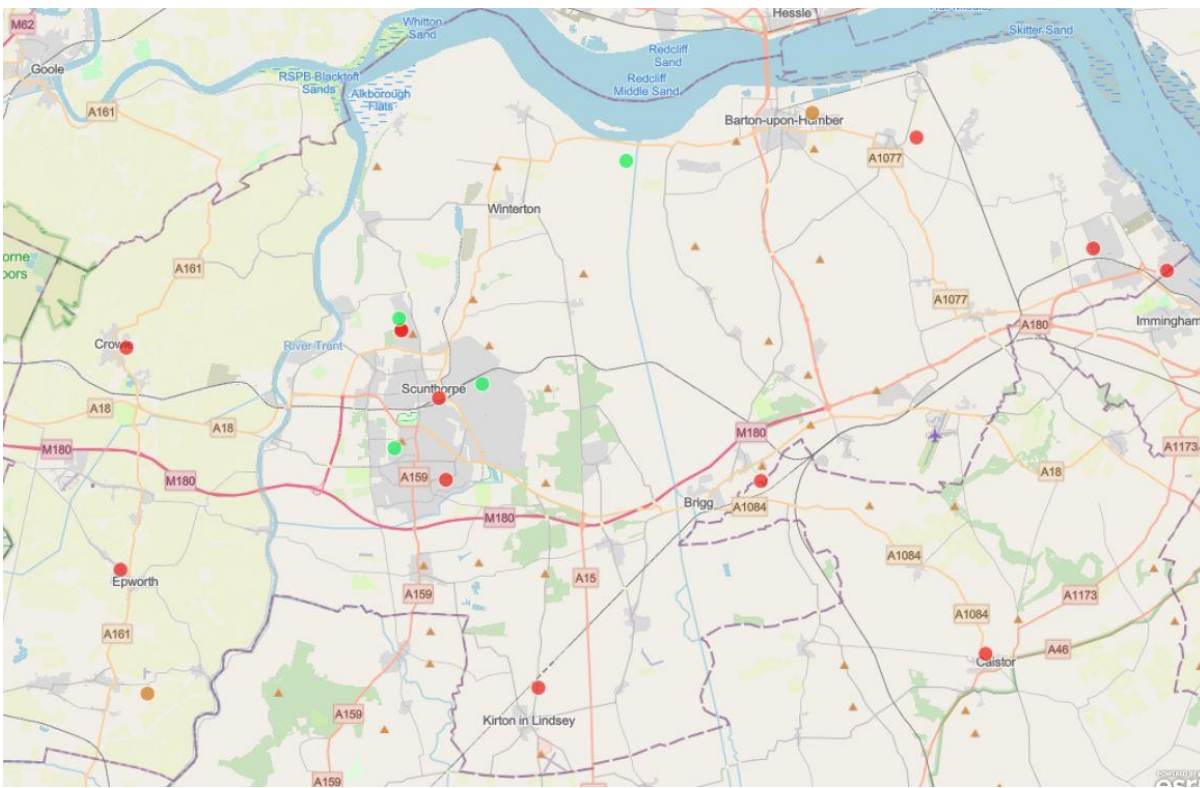 Hessle
M62
Whitton
Sand
Skitter Sand
Goole
Redcliff
Sand
RSPB Blacktoft
Sands
Redcliff
Middle Sand
Alkborough
Flats
A161
Barton-upon-Humber
A1077
Winterton
A161
A1077
A180
Immingham
River Trent
Scunthorpe
A18
A18
M180
M180
M180
A1173
A159
A18
Brigg
A1084
M180
A1084
Epworth
A15
A159
A1173
A1084
A161
A46
Caistor
A159
Kirton in Lindsey
A159
esri